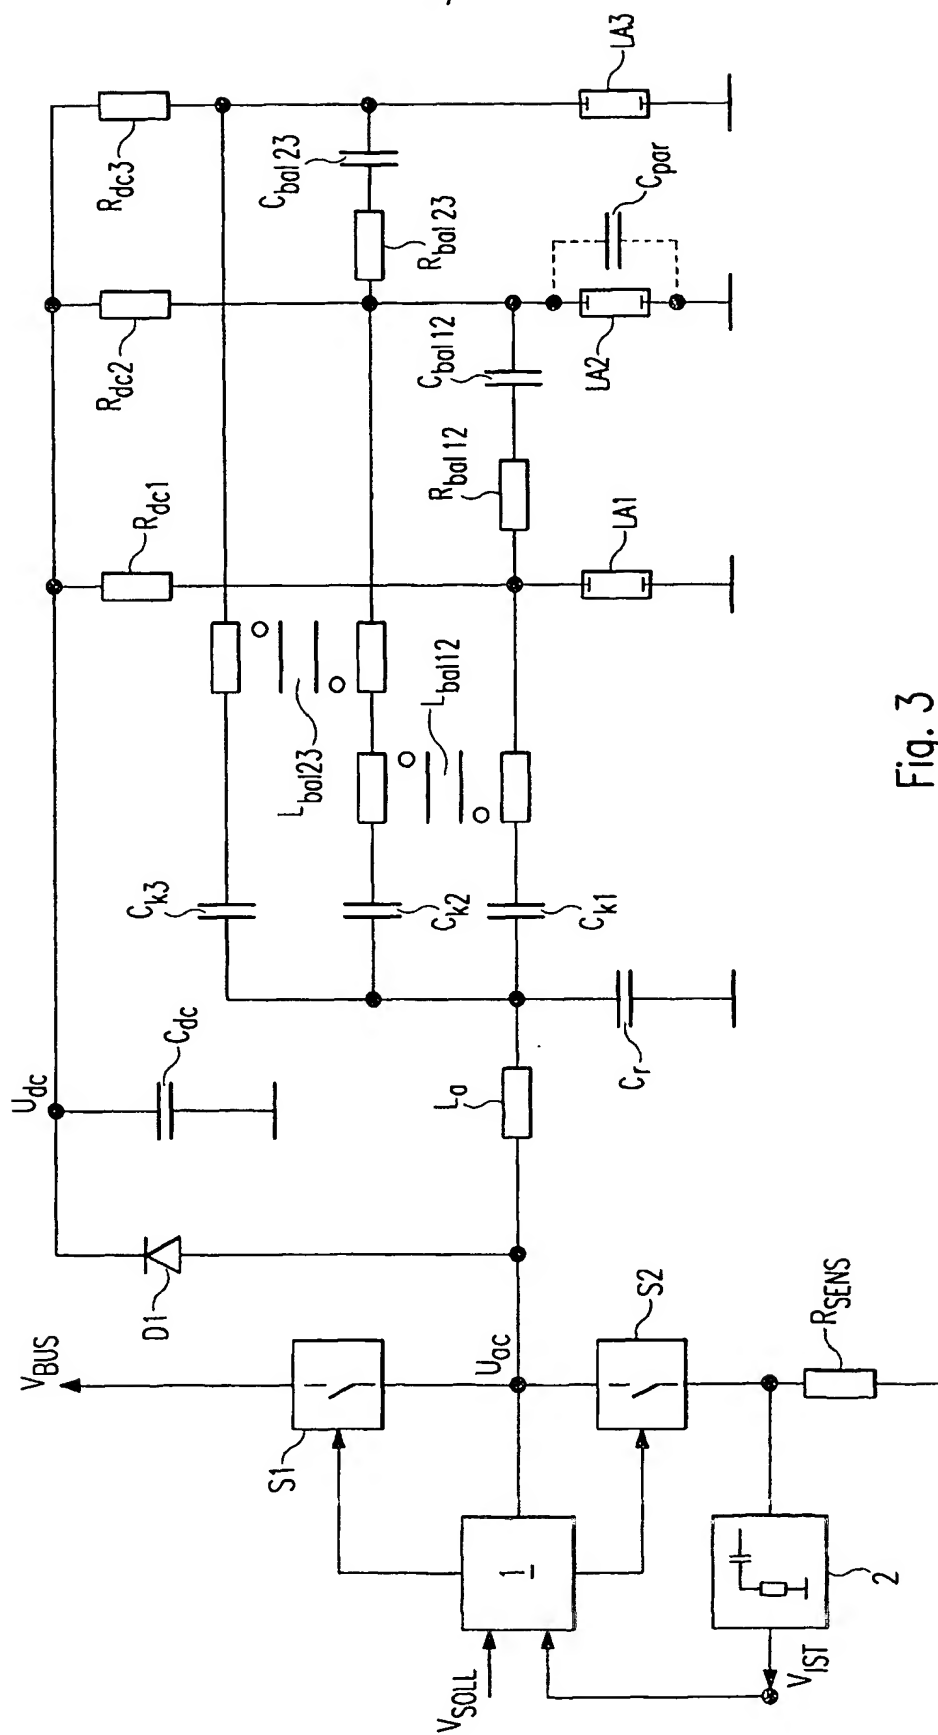 V_BUS
D1
U_dc
C_dc
S1
U_ac
L_a
C_k3
C_k2
C_k1
C_r
L_bal23
L_bal12
R_dc1
R_dc2
R_dc3
C_bal23
R_bal23
C_bal12
R_bal12
C_par
LA1
LA2
LA3
S2
R_SENS
1
2
V_SOLL
V_IST
Fig. 3